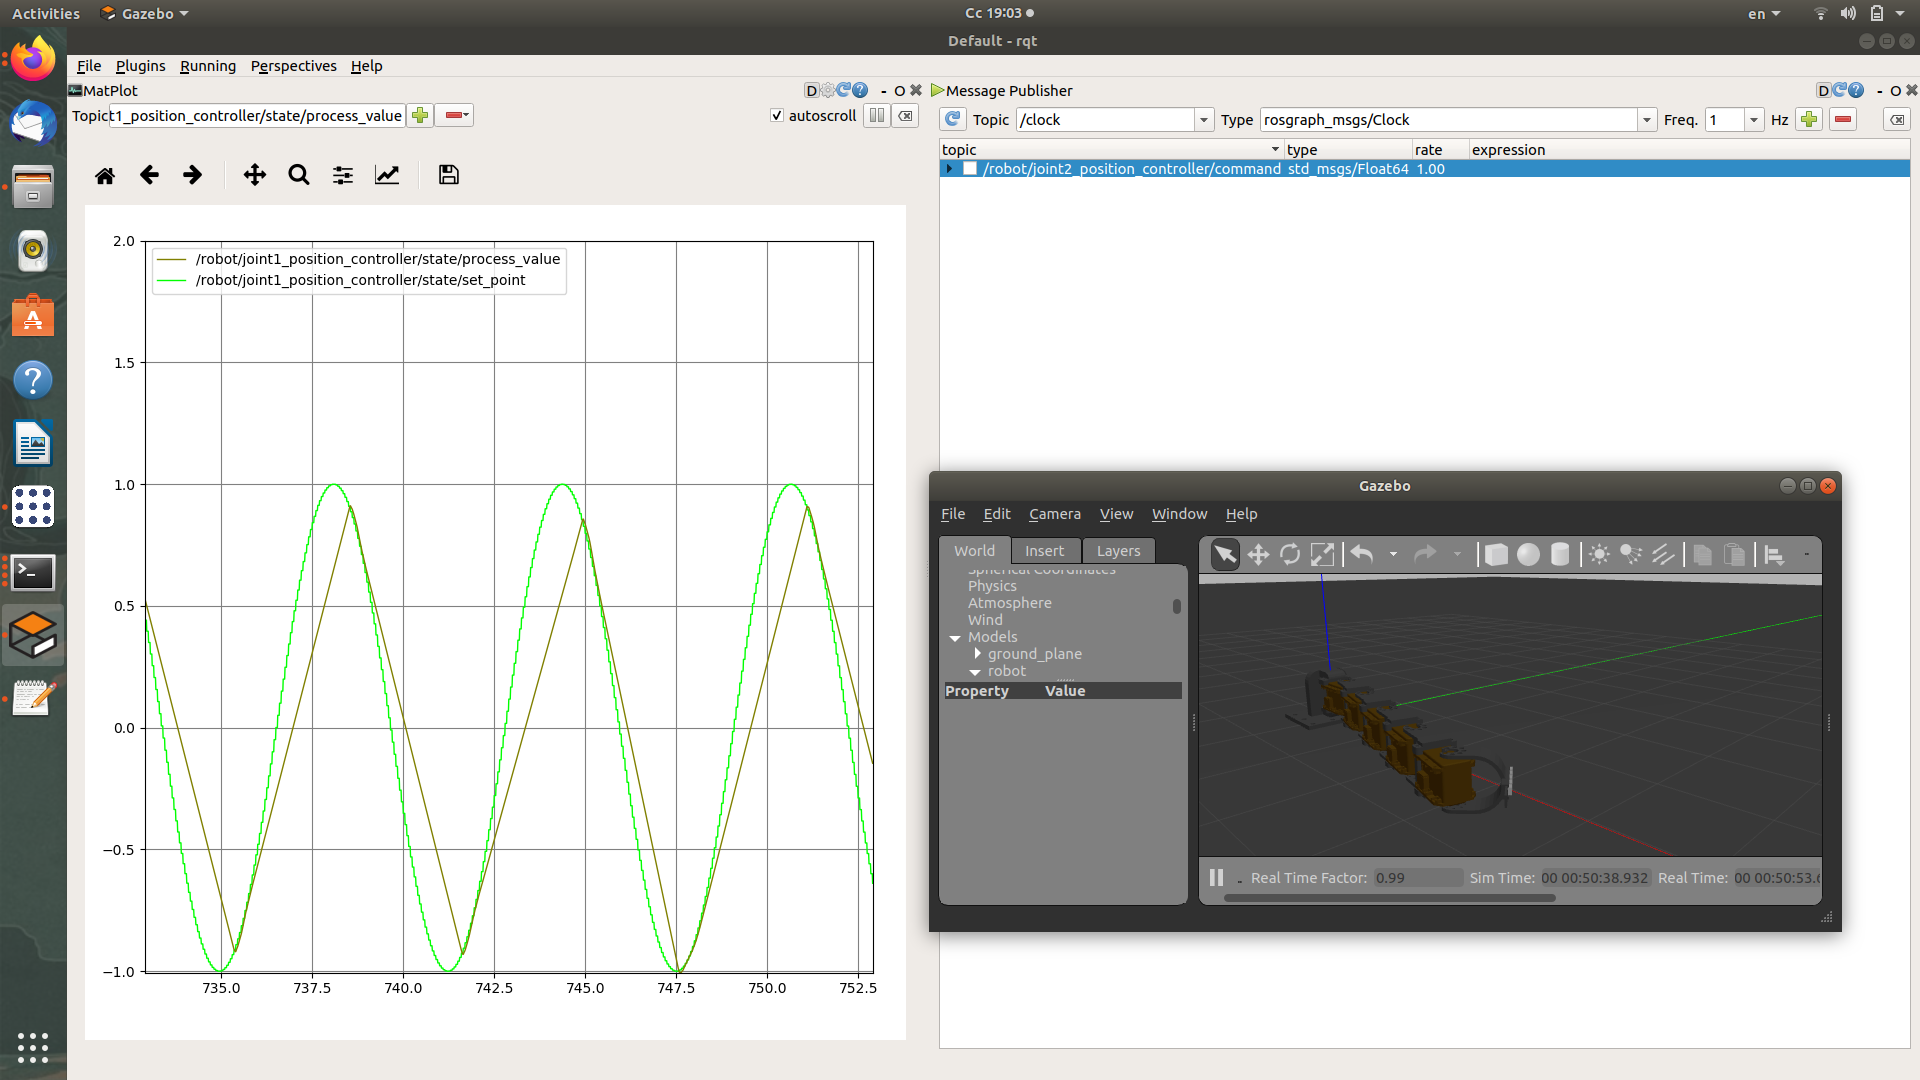 Activities Gazebo Cc 19:03
en
Default - rqt
File Plugins Running Perspectives Help
MatPlot D - O
Topic t1_position_controller/state/process_value autoscroll
2.0
1.5
1.0
0.5
0.0
−0.5
−1.0
/robot/joint1_position_controller/state/process_value
/robot/joint1_position_controller/state/set_point
735.0 737.5 740.0 742.5 745.0 747.5 750.0 752.5
Message Publisher D - O
Topic /clock Type rosgraph_msgs/Clock Freq. 1 Hz
topic type rate expression
/robot/joint2_position_controller/command std_msgs/Float64 1.00
Gazebo
File Edit Camera View Window Help
World Insert Layers
Spherical Coordinates
Physics
Atmosphere
Wind
Models
ground_plane
robot
Property Value
Real Time Factor: 0.99 Sim Time: 00 00:50:38.932 Real Time: 00 00:50:53.6